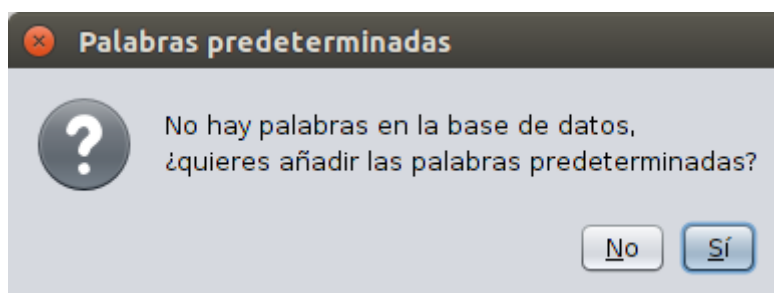 Palabras predeterminadas
No hay palabras en la base de datos,
¿quieres añadir las palabras predeterminadas?
No Sí